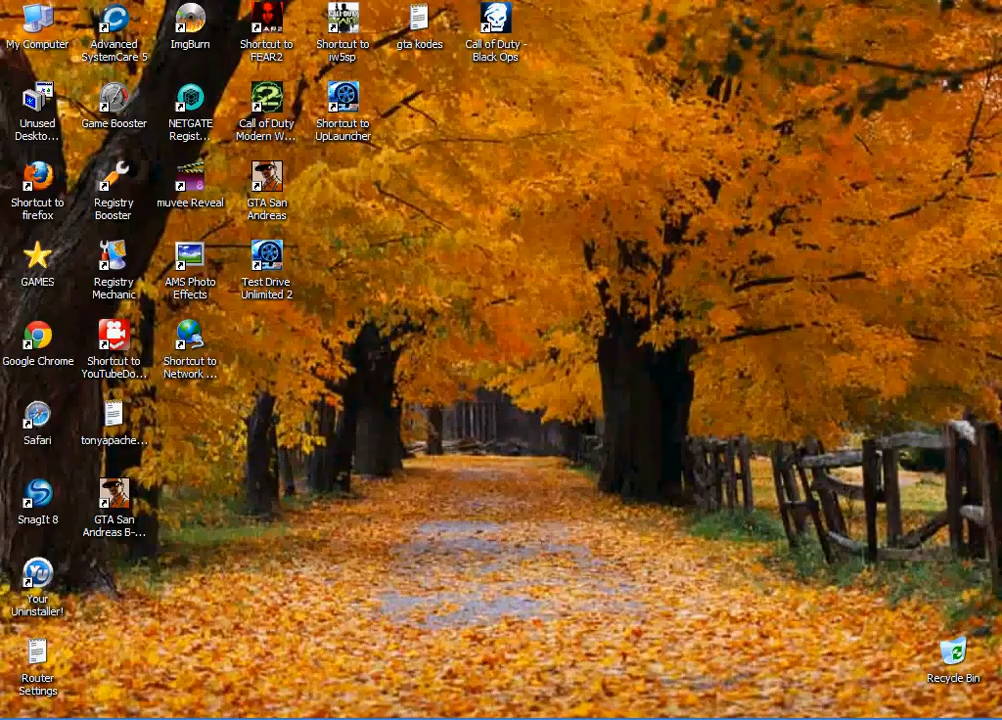 My Computer
Advanced
SystemCare 5
ImgBurn
Shortcut to
FEAR2
Shortcut to
iw5sp
gta kodes
Call of Duty -
Black Ops
Unused
Deskto...
Game Booster
NETGATE
Regist...
Call of Duty
Modern W...
Shortcut to
UpLauncher
Shortcut to
firefox
Registry
Booster
muvee Reveal
GTA San
Andreas
GAMES
Registry
Mechanic
AMS Photo
Effects
Test Drive
Unlimited 2
Google Chrome
Shortcut to
YouTubeDo...
Shortcut to
Network ...
Safari
tonyapache...
SnagIt 8
GTA San
Andreas B-...
Your
Uninstaller!
Router
Settings
Recycle Bin